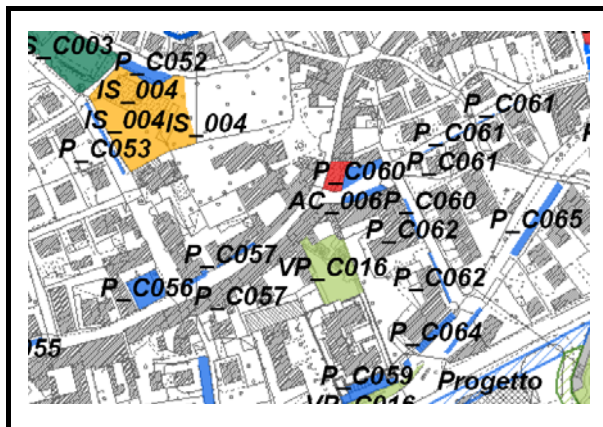 S_C003
P_C052
IS_004
IS_004 IS_004
P_C053
P_C061
P_C061
P_C061
P_C060
AC_006 P_C060
P_C062
P_C065
P_C057
VP_C016
P_C062
P_C056
P_C057
P_C064
055
P_C059
Progetto
VP_C016